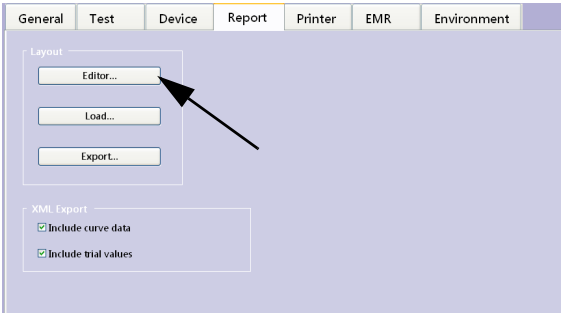 General Test Device Report Printer EMR Environment
Layout
Editor...
Load...
Export...
XML Export
Include curve data
Include trial values